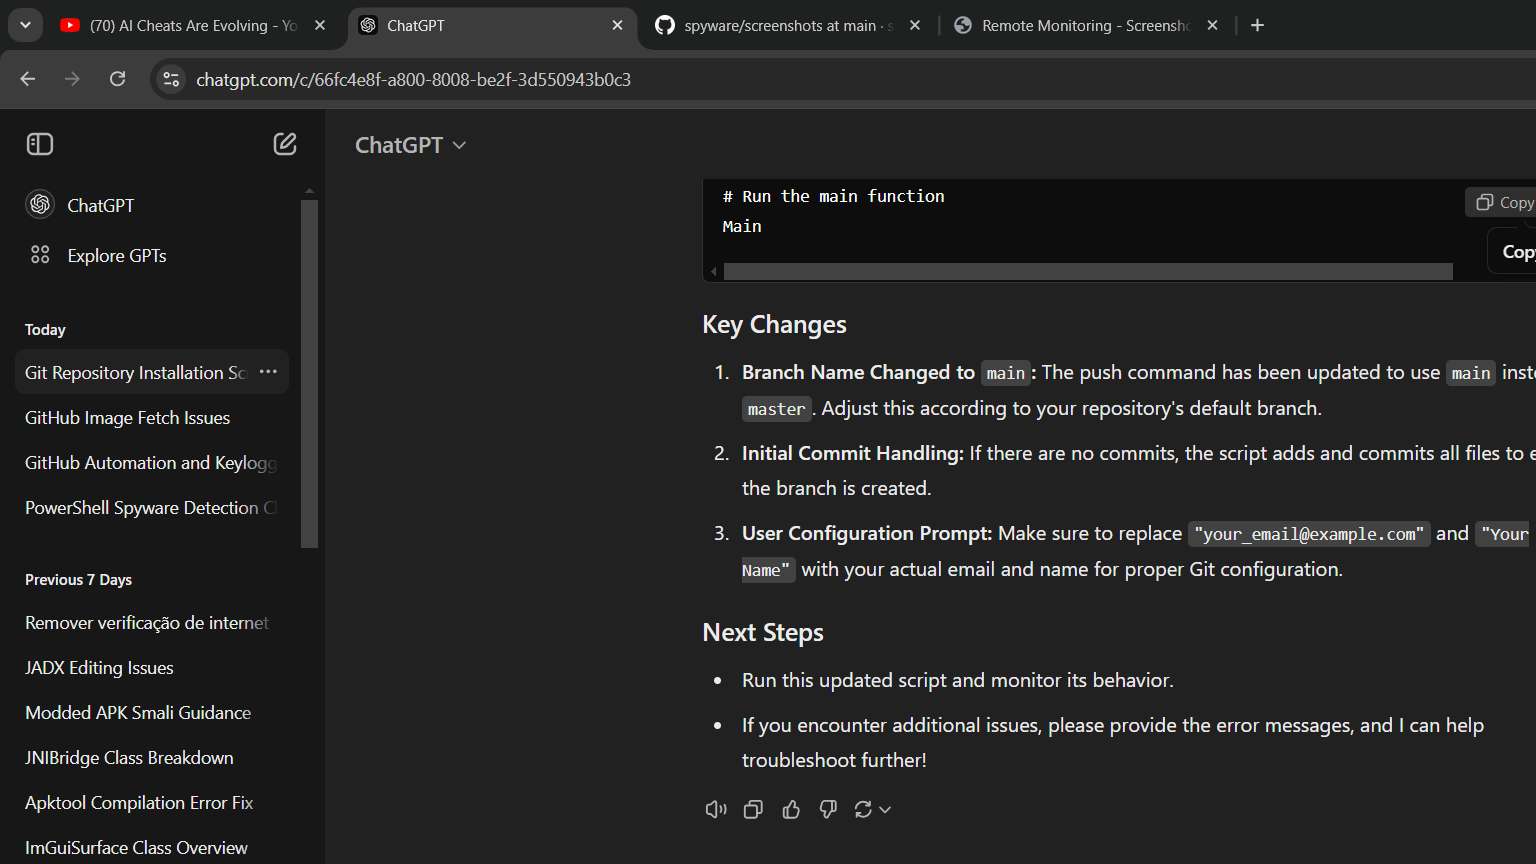 (70) AI Cheats Are Evolving - Yo
ChatGPT
spyware/screenshots at main · s
Remote Monitoring - Screensho
chatgpt.com/c/66fc4e8f-a800-8008-be2f-3d550943b0c3
ChatGPT
Explore GPTs
Today
Git Repository Installation Scr
GitHub Image Fetch Issues
GitHub Automation and Keylogg
PowerShell Spyware Detection Cl
Previous 7 Days
Remover verificação de internet
JADX Editing Issues
Modded APK Smali Guidance
JNIBridge Class Breakdown
Apktool Compilation Error Fix
ImGuiSurface Class Overview
ChatGPT
# Run the main function
Copy
Main
Copy
Key Changes
1. Branch Name Changed to main: The push command has been updated to use main inste
master. Adjust this according to your repository's default branch.
2. Initial Commit Handling: If there are no commits, the script adds and commits all files to e
the branch is created.
3. User Configuration Prompt: Make sure to replace "your_email@example.com" and "Your
Name" with your actual email and name for proper Git configuration.
Next Steps
• Run this updated script and monitor its behavior.
• If you encounter additional issues, please provide the error messages, and I can help
troubleshoot further!